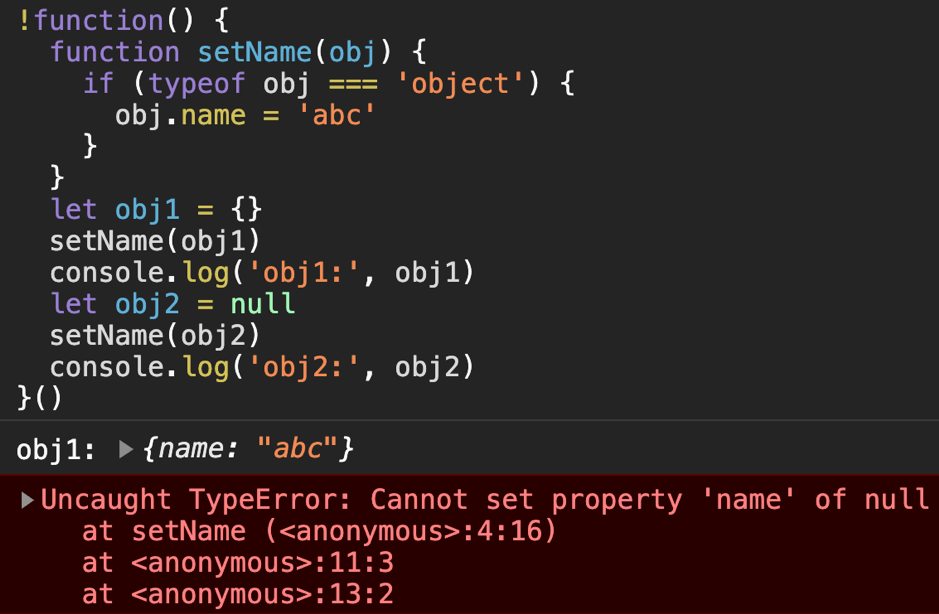 !function() {
  function setName(obj) {
    if (typeof obj === 'object') {
      obj.name = 'abc'
    }
  }
  let obj1 = {}
  setName(obj1)
  console.log('obj1:', obj1)
  let obj2 = null
  setName(obj2)
  console.log('obj2:', obj2)
}()
obj1: ▶{name: "abc"}
▶Uncaught TypeError: Cannot set property 'name' of null
    at setName (<anonymous>:4:16)
    at <anonymous>:11:3
    at <anonymous>:13:2